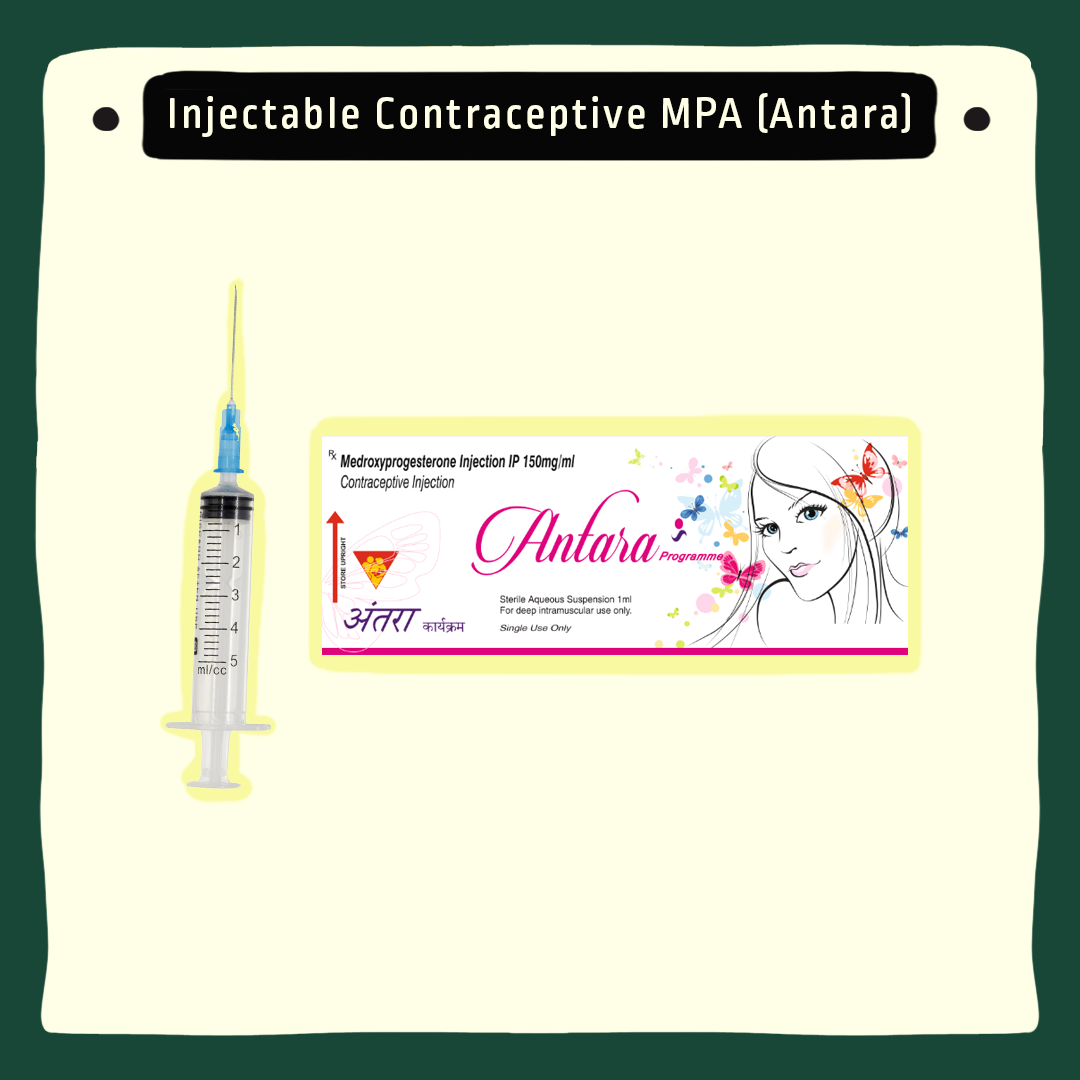 Injectable Contraceptive MPA (Antara)
Rx Medroxyprogesterone Injection IP 150mg/ml
Contraceptive Injection
STORE UPRIGHT
Antara Programme
अंतरा कार्यक्रम
Sterile Aqueous Suspension 1ml
For deep intramuscular use only.
Single Use Only
1
2
3
4
5
ml/cc